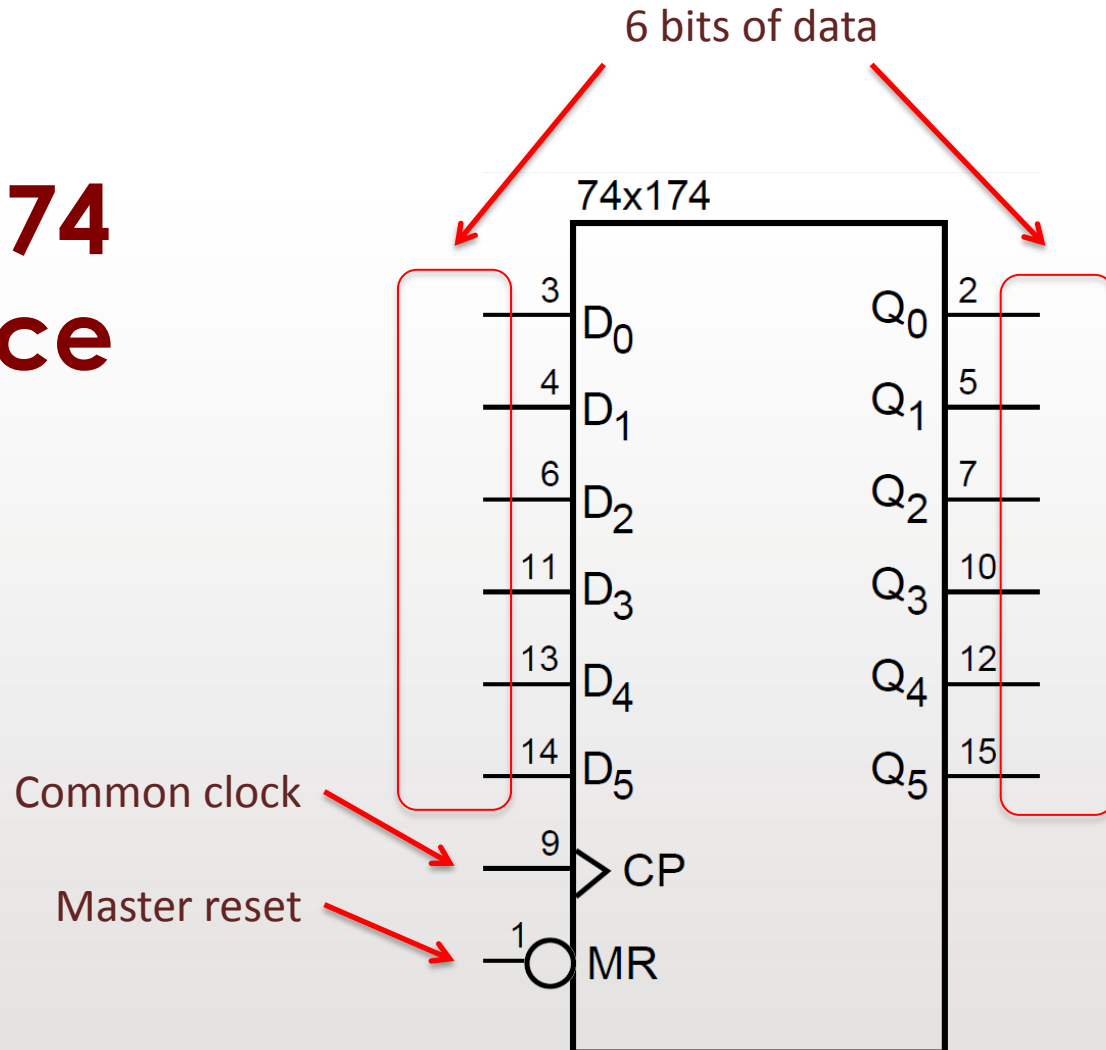 6 bits of data
74
ce
74x174
3 D0 Q0 2
4 D1 Q1 5
6 D2 Q2 7
11 D3 Q3 10
13 D4 Q4 12
14 D5 Q5 15
Common clock
9 CP
Master reset
1 MR